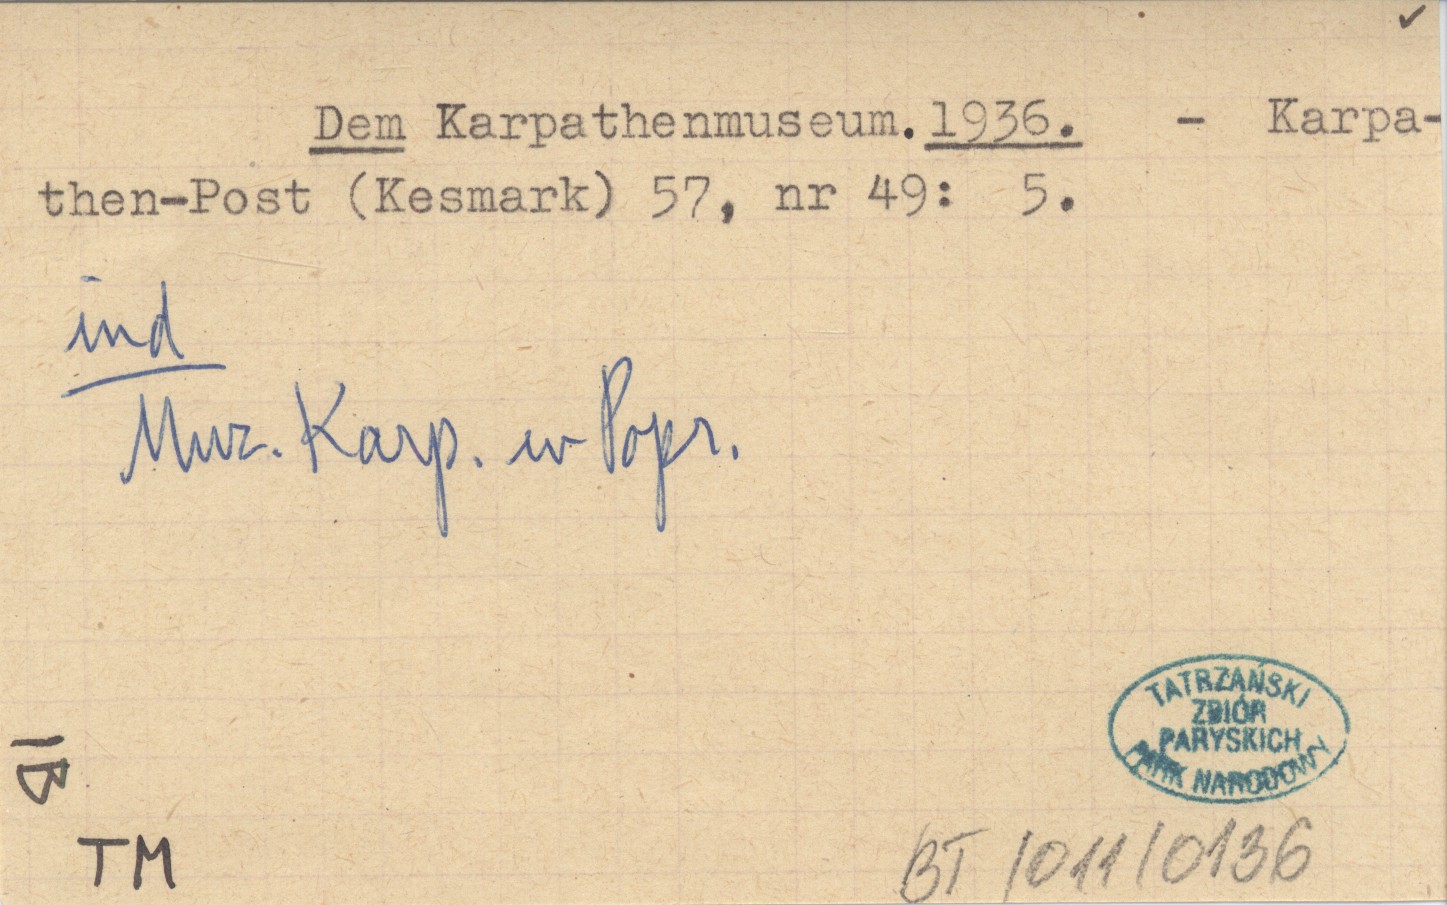 ✓
Dem Karpathenmuseum. 1936. - Karpa-
then-Post (Kesmark) 57, nr 49: 5.
ind
Muz. Karp. w Popr.
TATRZAŃSKI
ZBIÓR
PARYSKICH
PARK NARODOWY
IB
TM
BT/011/0136